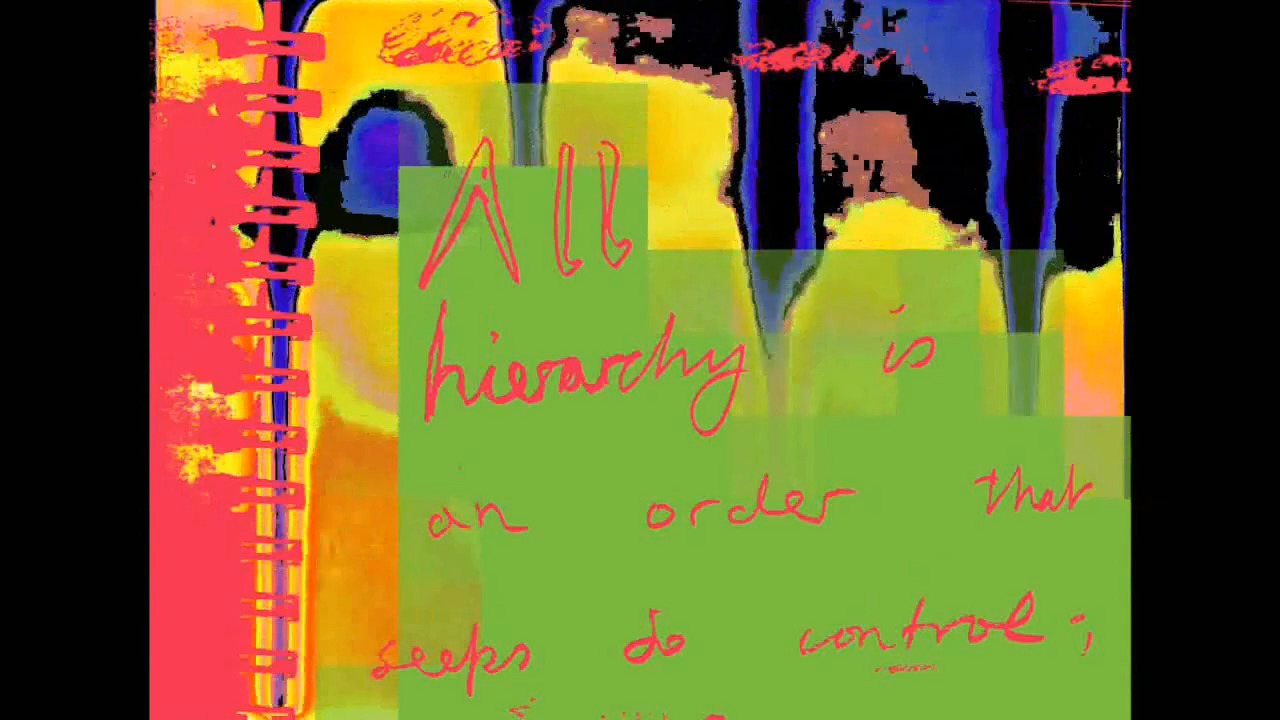 All
hierarchy is
an order that
seeks to control;